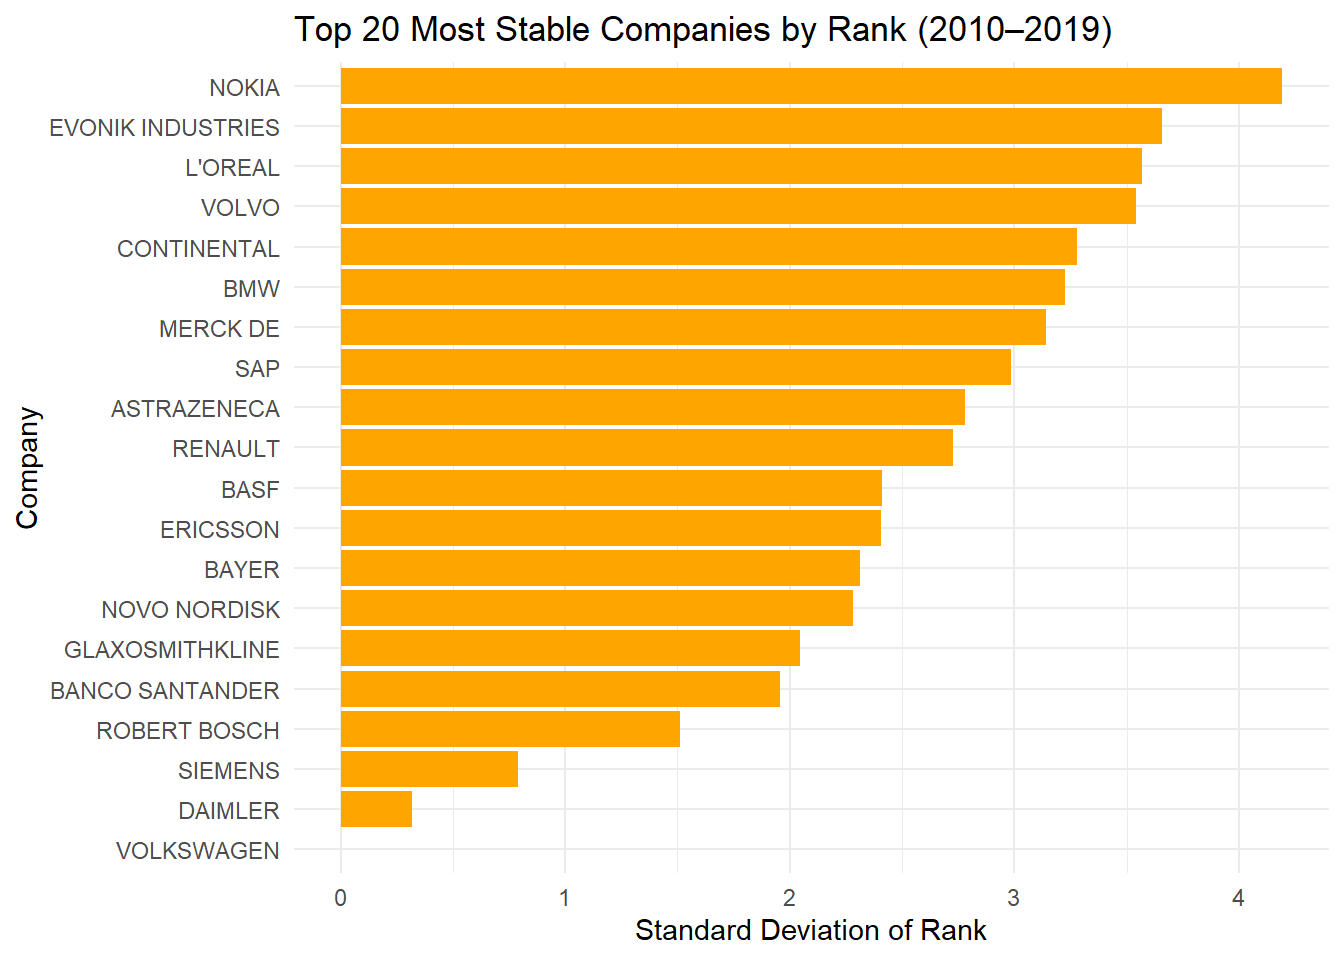 Top 20 Most Stable Companies by Rank (2010–2019)
NOKIA
EVONIK INDUSTRIES
L'OREAL
VOLVO
CONTINENTAL
BMW
MERCK DE
SAP
ASTRAZENECA
RENAULT
BASF
ERICSSON
BAYER
NOVO NORDISK
GLAXOSMITHKLINE
BANCO SANTANDER
ROBERT BOSCH
SIEMENS
DAIMLER
VOLKSWAGEN
Company
0 1 2 3 4
Standard Deviation of Rank